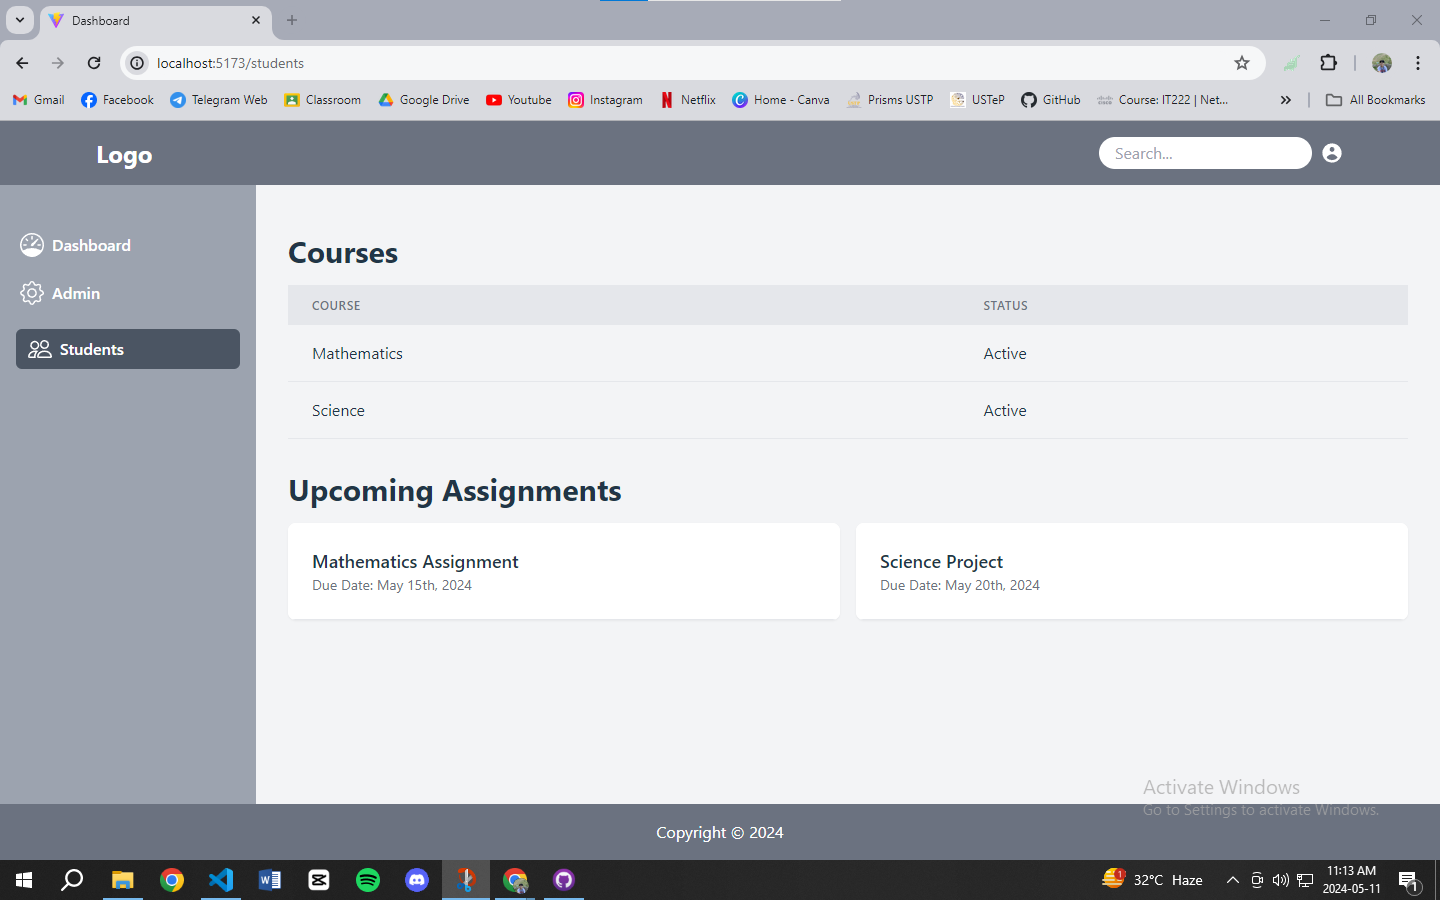 Dashboard
localhost:5173/students
Gmail Facebook Telegram Web Classroom Google Drive Youtube Instagram Netflix Home - Canva Prisms USTP USTeP GitHub Course: IT222 | Net... All Bookmarks
Logo
Search...
Dashboard
Admin
Students
Courses
COURSE STATUS
Mathematics Active
Science Active
Upcoming Assignments
Mathematics Assignment
Due Date: May 15th, 2024
Science Project
Due Date: May 20th, 2024
Activate Windows
Go to Settings to activate Windows.
Copyright © 2024
1 32°C Haze
11:13 AM
2024-05-11
1